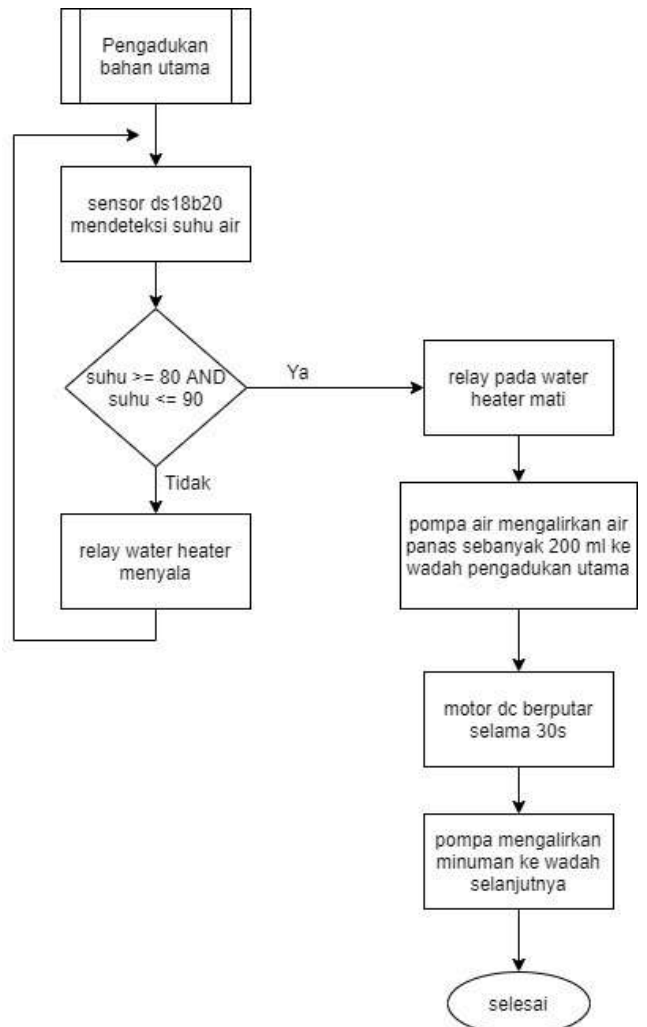 Pengadukan
bahan utama
sensor ds18b20
mendeteksi suhu air
suhu >= 80 AND
suhu <= 90
Ya
Tidak
relay water heater
menyala
relay pada water
heater mati
pompa air mengalirkan air
panas sebanyak 200 ml ke
wadah pengadukan utama
motor dc berputar
selama 30s
pompa mengalirkan
minuman ke wadah
selanjutnya
selesai